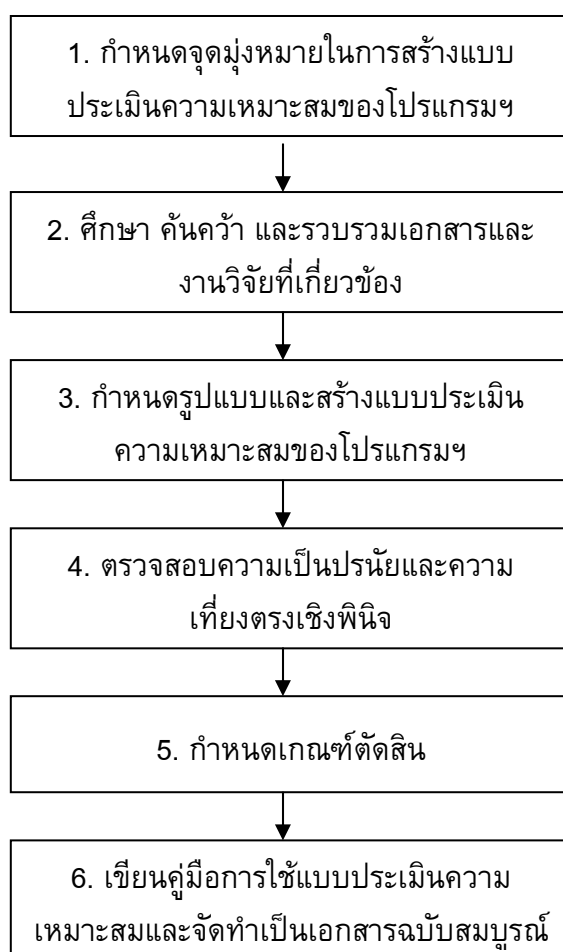 1. กำหนดจุดมุ่งหมายในการสร้างแบบ
ประเมินความเหมาะสมของโปรแกรมฯ
2. ศึกษา ค้นคว้า และรวบรวมเอกสารและ
งานวิจัยที่เกี่ยวข้อง
3. กำหนดรูปแบบและสร้างแบบประเมิน
ความเหมาะสมของโปรแกรมฯ
4. ตรวจสอบความเป็นปรนัยและความ
เที่ยงตรงเชิงพินิจ
5. กำหนดเกณฑ์ตัดสิน
6. เขียนคู่มือการใช้แบบประเมินความ
เหมาะสมและจัดทำเป็นเอกสารฉบับสมบูรณ์